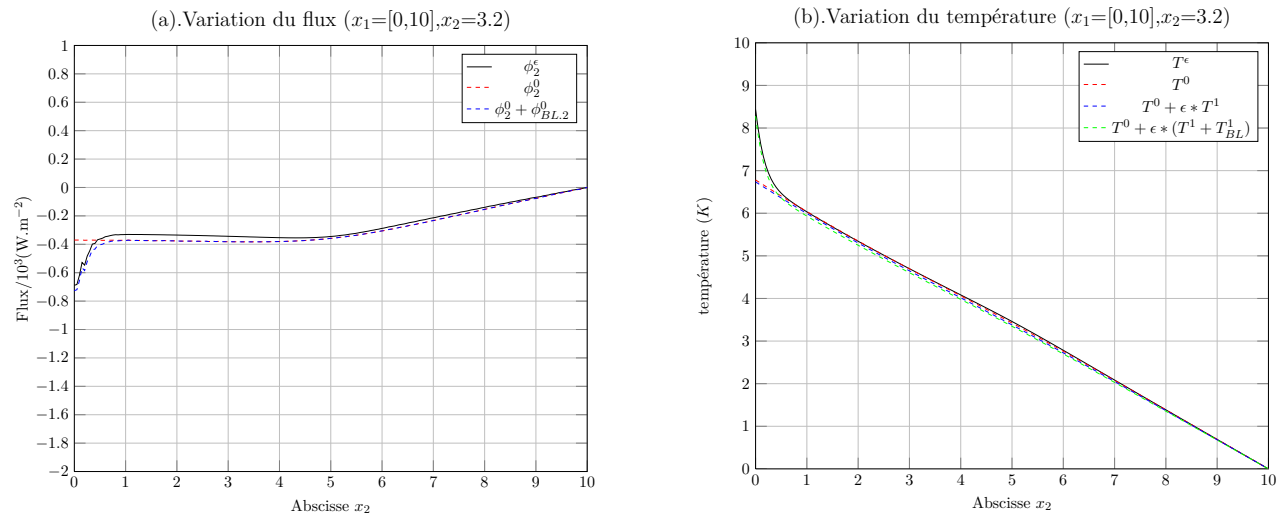 (a).Variation du flux (x₁=[0,10],x₂=3.2)
1
0.8
0.6
0.4
0.2
0
−0.2
−0.4
−0.6
−0.8
−1
−1.2
−1.4
−1.6
−1.8
−2
Flux/10³(W.m⁻²)
ϕ₂^ϵ
ϕ₂⁰
ϕ₂⁰ + ϕ⁰_{BL.2}
0 1 2 3 4 5 6 7 8 9 10
Abscisse x₂
(b).Variation du température (x₁=[0,10],x₂=3.2)
10
9
8
7
6
5
4
3
2
1
0
température (K)
T^ϵ
T⁰
T⁰ + ϵ ∗ T¹
T⁰ + ϵ ∗ (T¹ + T¹_{BL})
0 1 2 3 4 5 6 7 8 9 10
Abscisse x₂